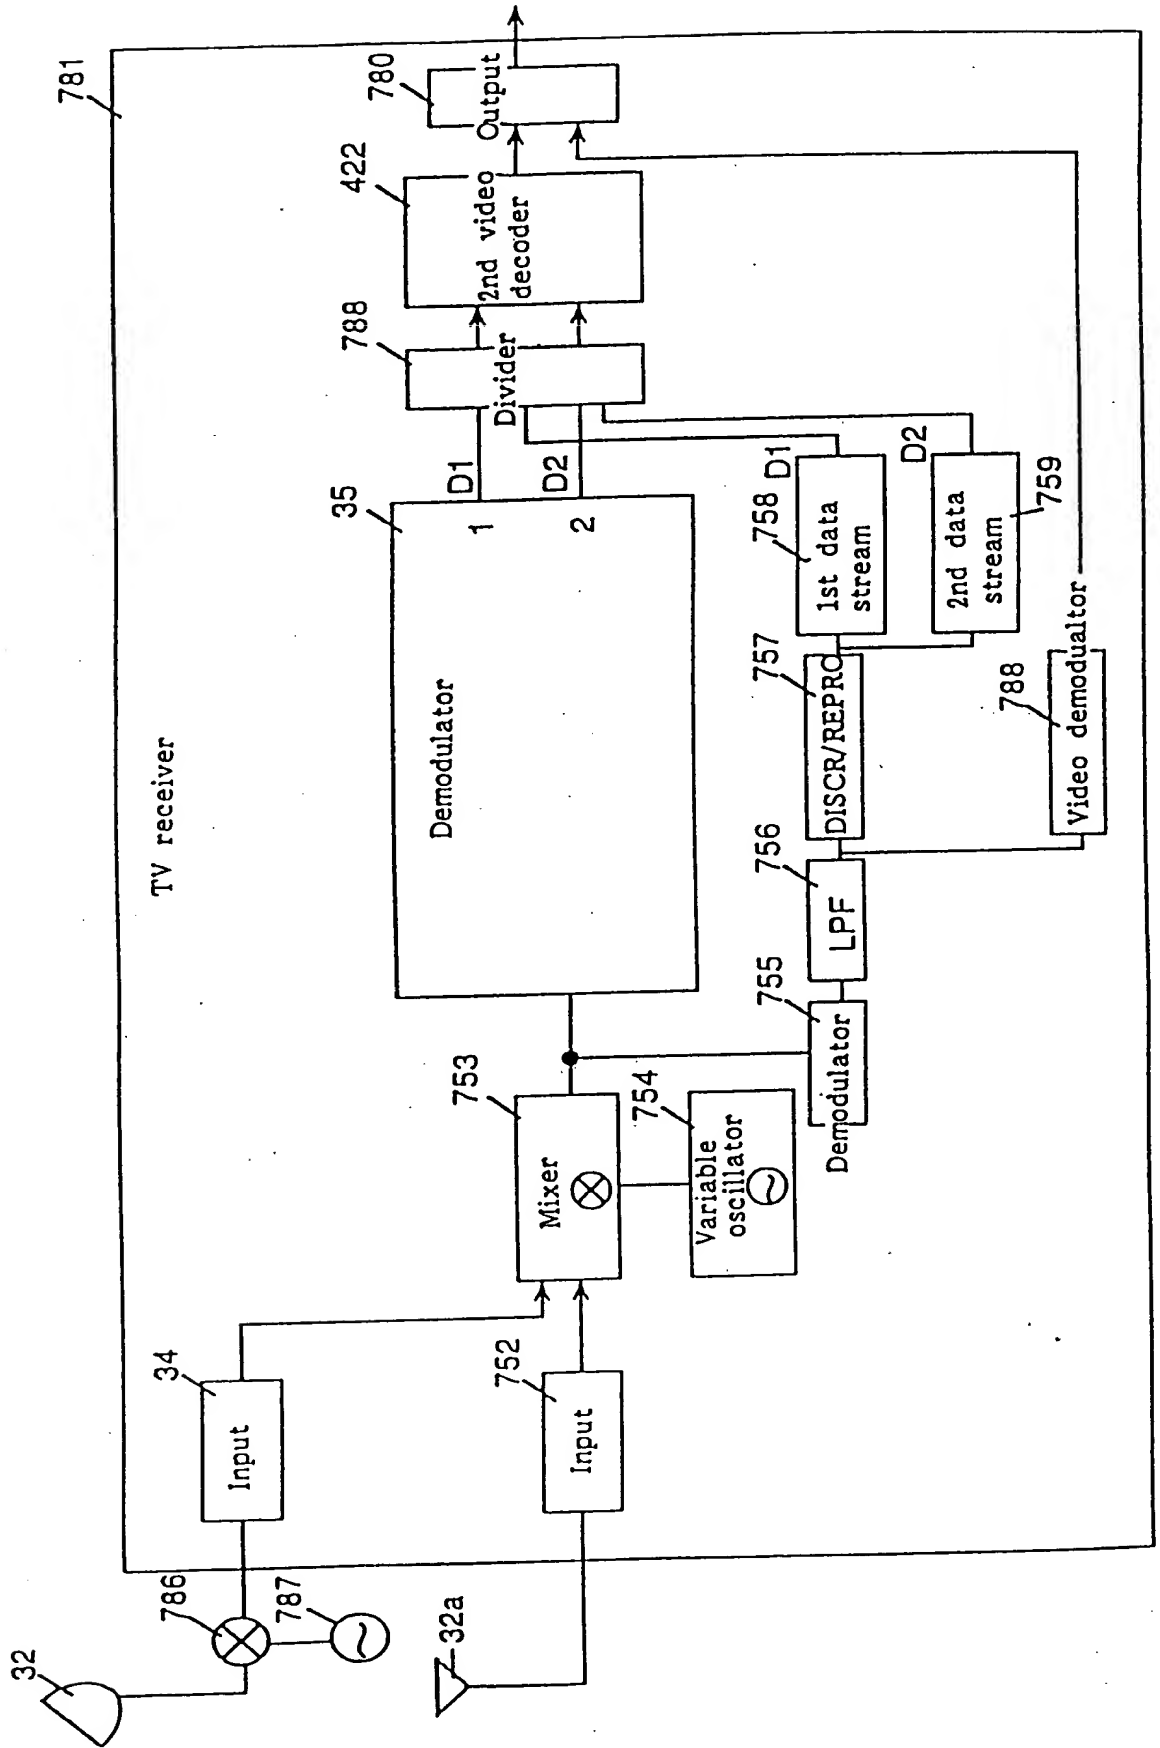 781
TV receiver
32
786
787
34
Input
32a
752
Input
753
Mixer
754
Variable
oscillator
35
Demodulator
1
2
D1
D2
788
Divider
422
2nd video
decoder
780
Output
755
Demodulator
756
LPF
757
DISCR/REPRO
758
1st data
stream
D1
759
2nd data
stream
D2
788
Video demodualtor